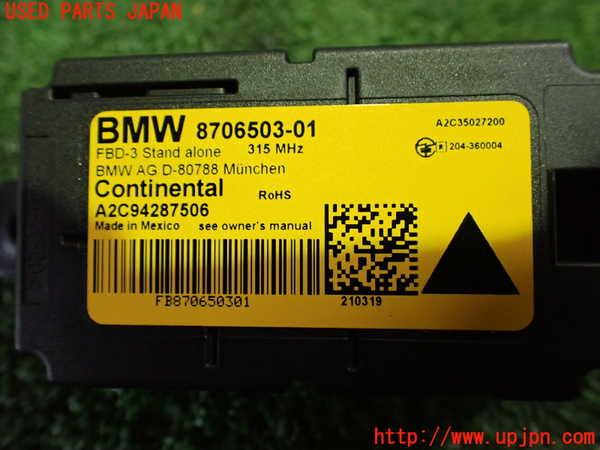 USED PARTS JAPAN
BMW 8706503-01
FBD-3 Stand alone 315 MHz
BMW AG D-80788 München
Continental RoHS
A2C94287506
Made in Mexico see owner's manual
A2C35027200
R 204-360004
FB870650301
210319
http://www.upjpn.com/